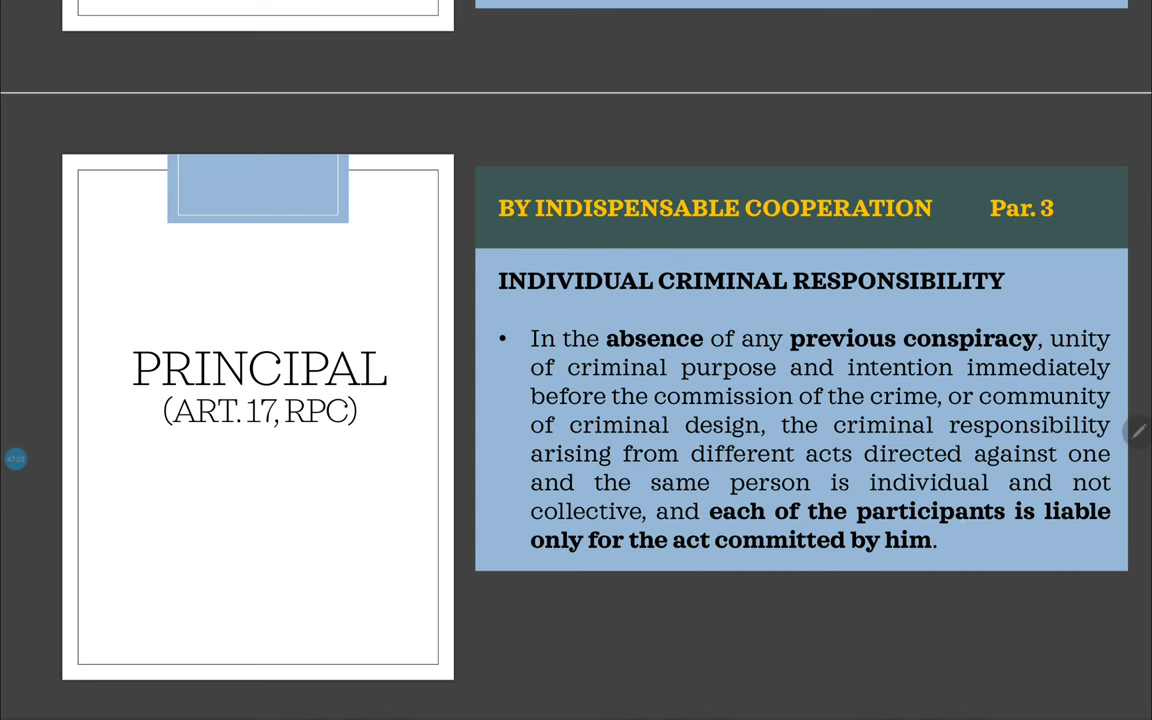 PRINCIPAL
(ART. 17, RPC)
BY INDISPENSABLE COOPERATION Par. 3
INDIVIDUAL CRIMINAL RESPONSIBILITY
• In the absence of any previous conspiracy, unity
of criminal purpose and intention immediately
before the commission of the crime, or community
of criminal design, the criminal responsibility
arising from different acts directed against one
and the same person is individual and not
collective, and each of the participants is liable
only for the act committed by him.
47:03